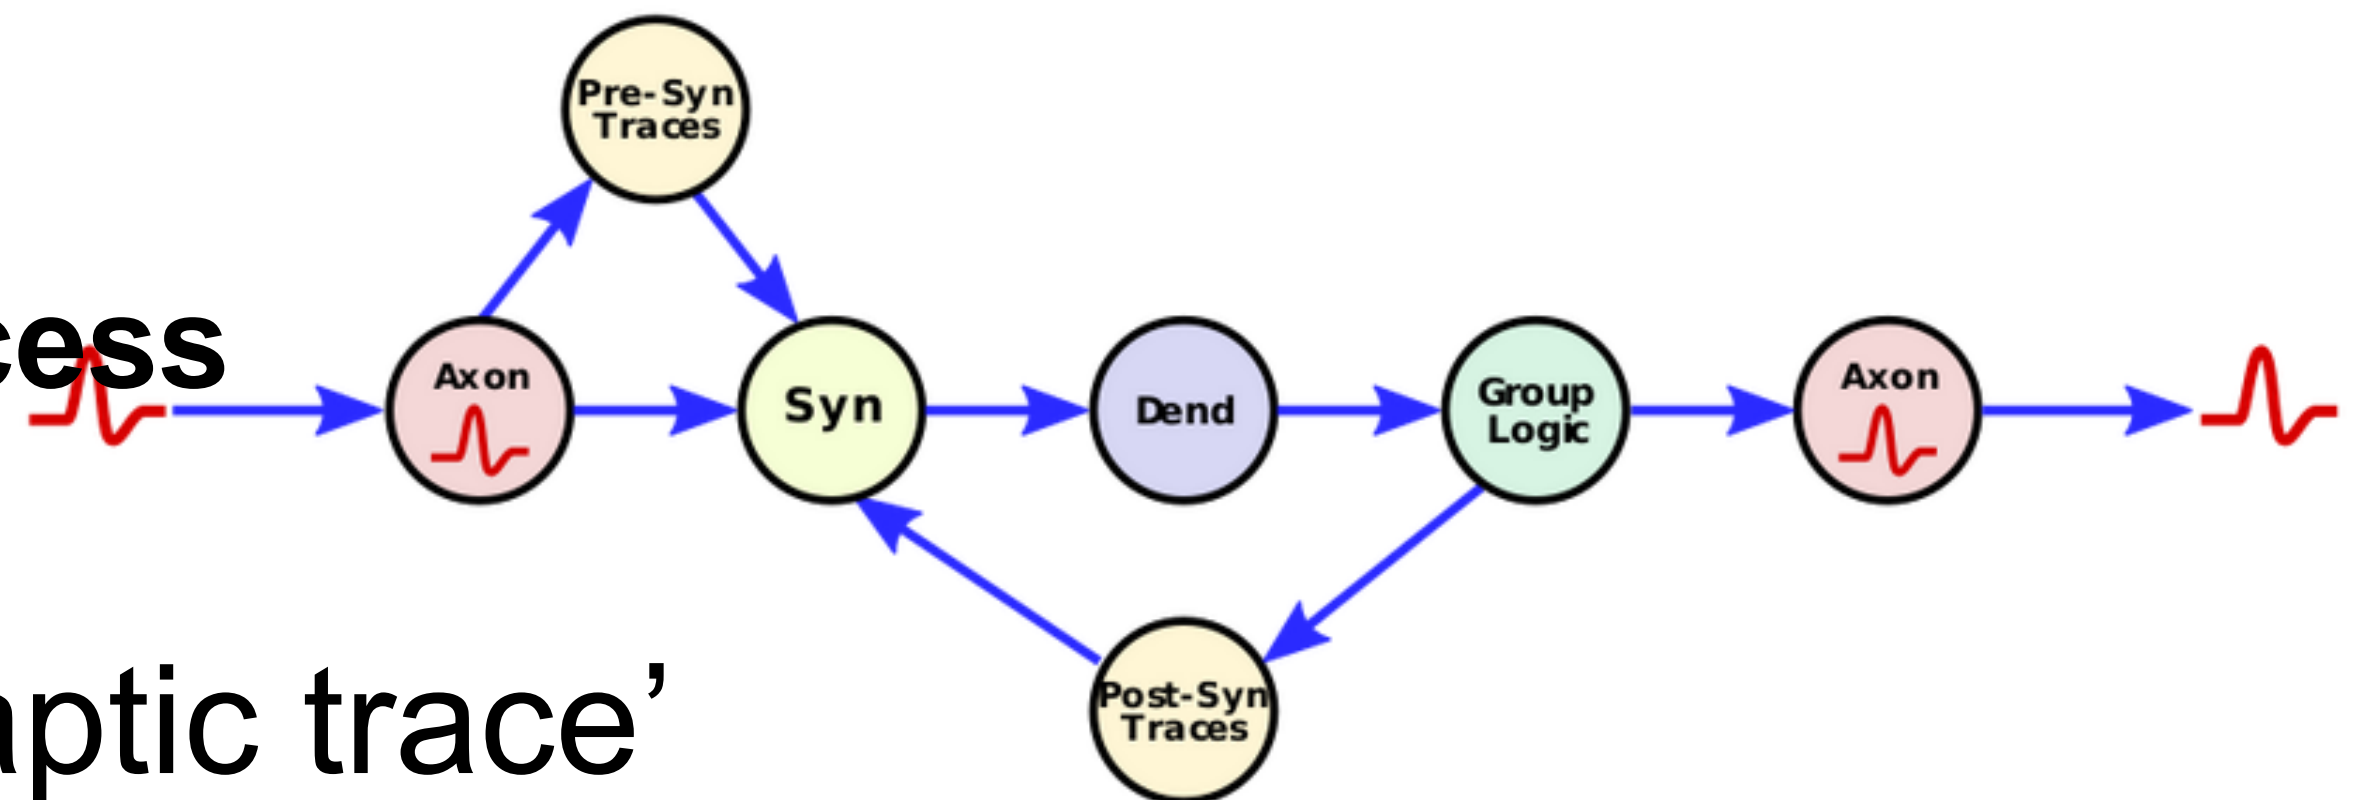 Pre-Syn
Traces
cess
Axon
Syn
Dend
Group
Logic
Axon
Post-Syn
Traces
aptic trace’